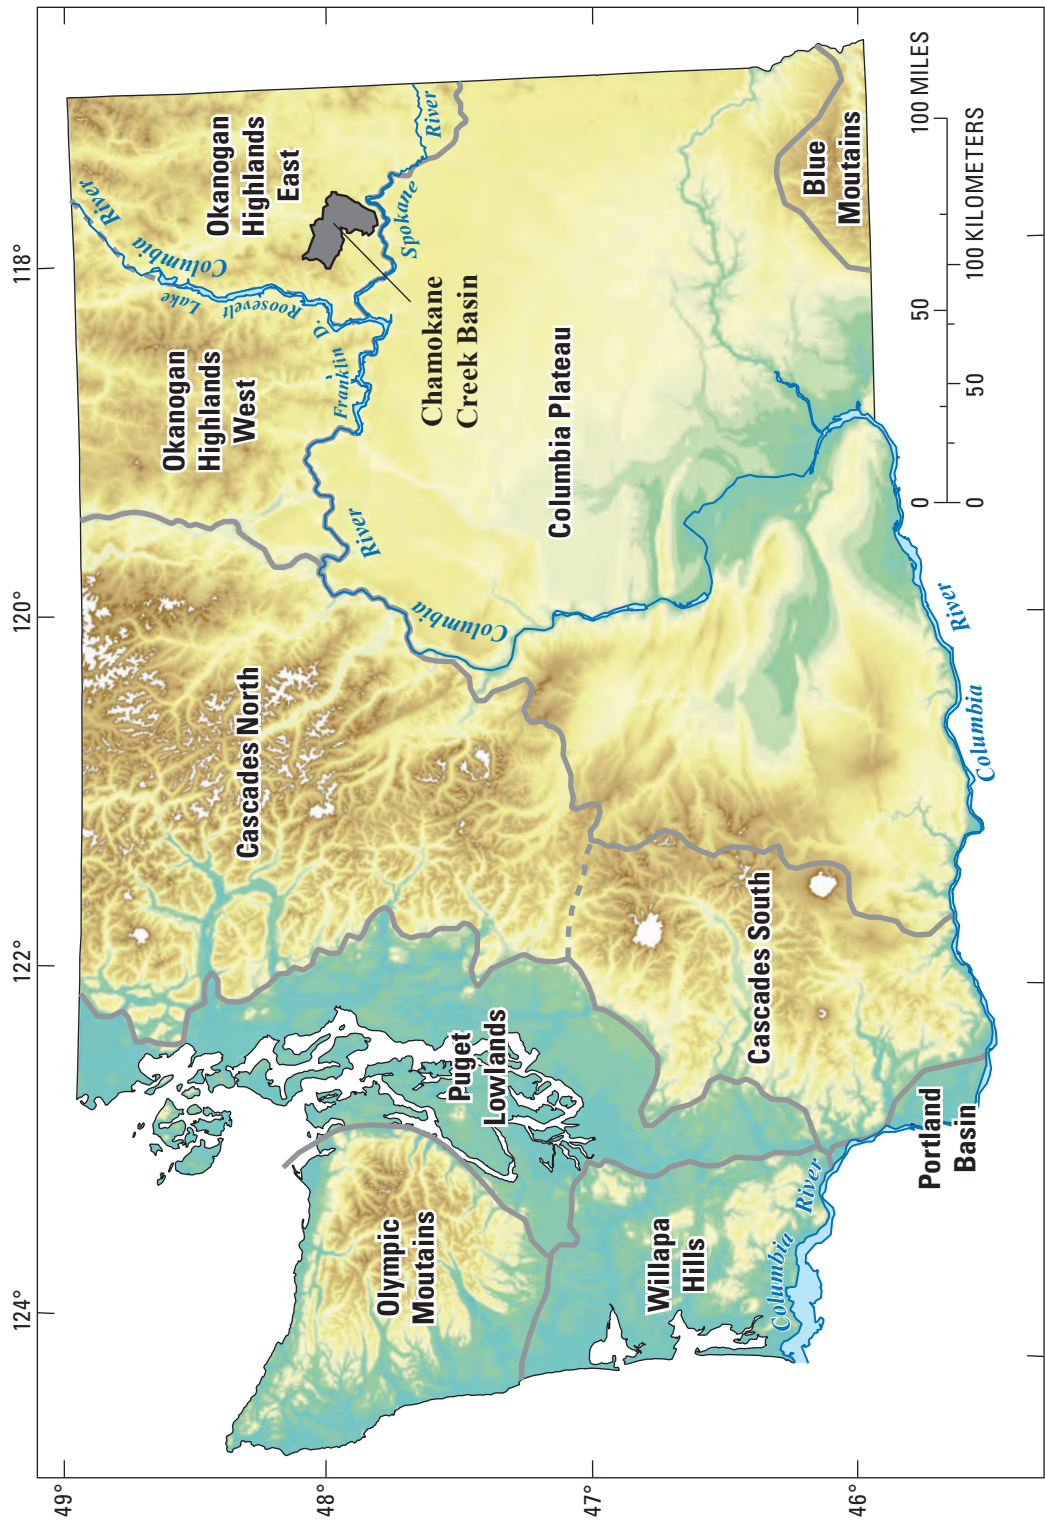 124°
122°
120°
118°
49°
48°
47°
46°
Okanogan
Highlands
East
Okanogan
Highlands
West
Cascades North
Olympic
Moutains
Puget
Lowlands
Willapa
Hills
Portland
Basin
Cascades South
Columbia Plateau
Blue
Moutains
Chamokane
Creek Basin
Columbia
River
Lake
Roosevelt
Franklin
D.
Spokane
River
River
Columbia
Columbia
River
Columbia
River
0
50
100 MILES
0
50
100 KILOMETERS